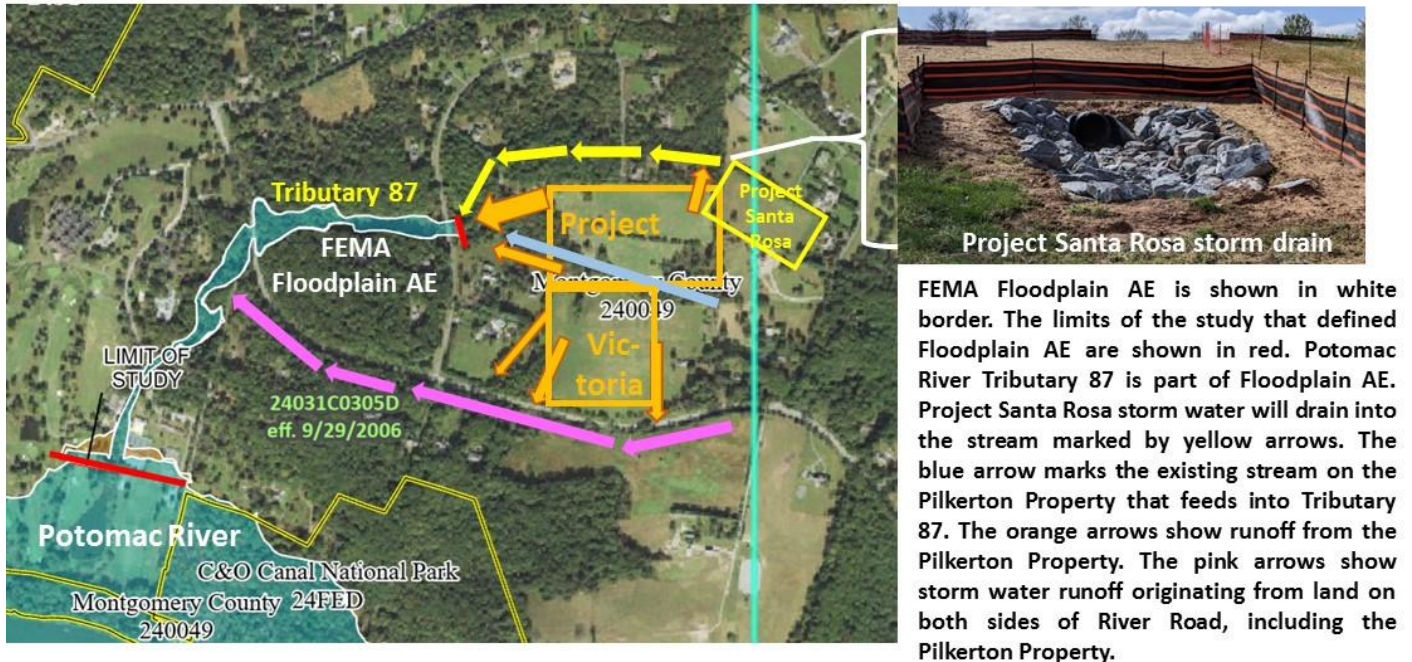 Tributary 87
FEMA
Floodplain AE
Project
Project
Santa
Rosa
Montgomery County
240049
Vic-
toria
LIMIT OF
STUDY
24031C0305D
eff. 9/29/2006
Potomac River
C&O Canal National Park
Montgomery County 24FED
240049
Project Santa Rosa storm drain
FEMA Floodplain AE is shown in white
border. The limits of the study that defined
Floodplain AE are shown in red. Potomac
River Tributary 87 is part of Floodplain AE.
Project Santa Rosa storm water will drain into
the stream marked by yellow arrows. The
blue arrow marks the existing stream on the
Pilkerton Property that feeds into Tributary
87. The orange arrows show runoff from the
Pilkerton Property. The pink arrows show
storm water runoff originating from land on
both sides of River Road, including the
Pilkerton Property.